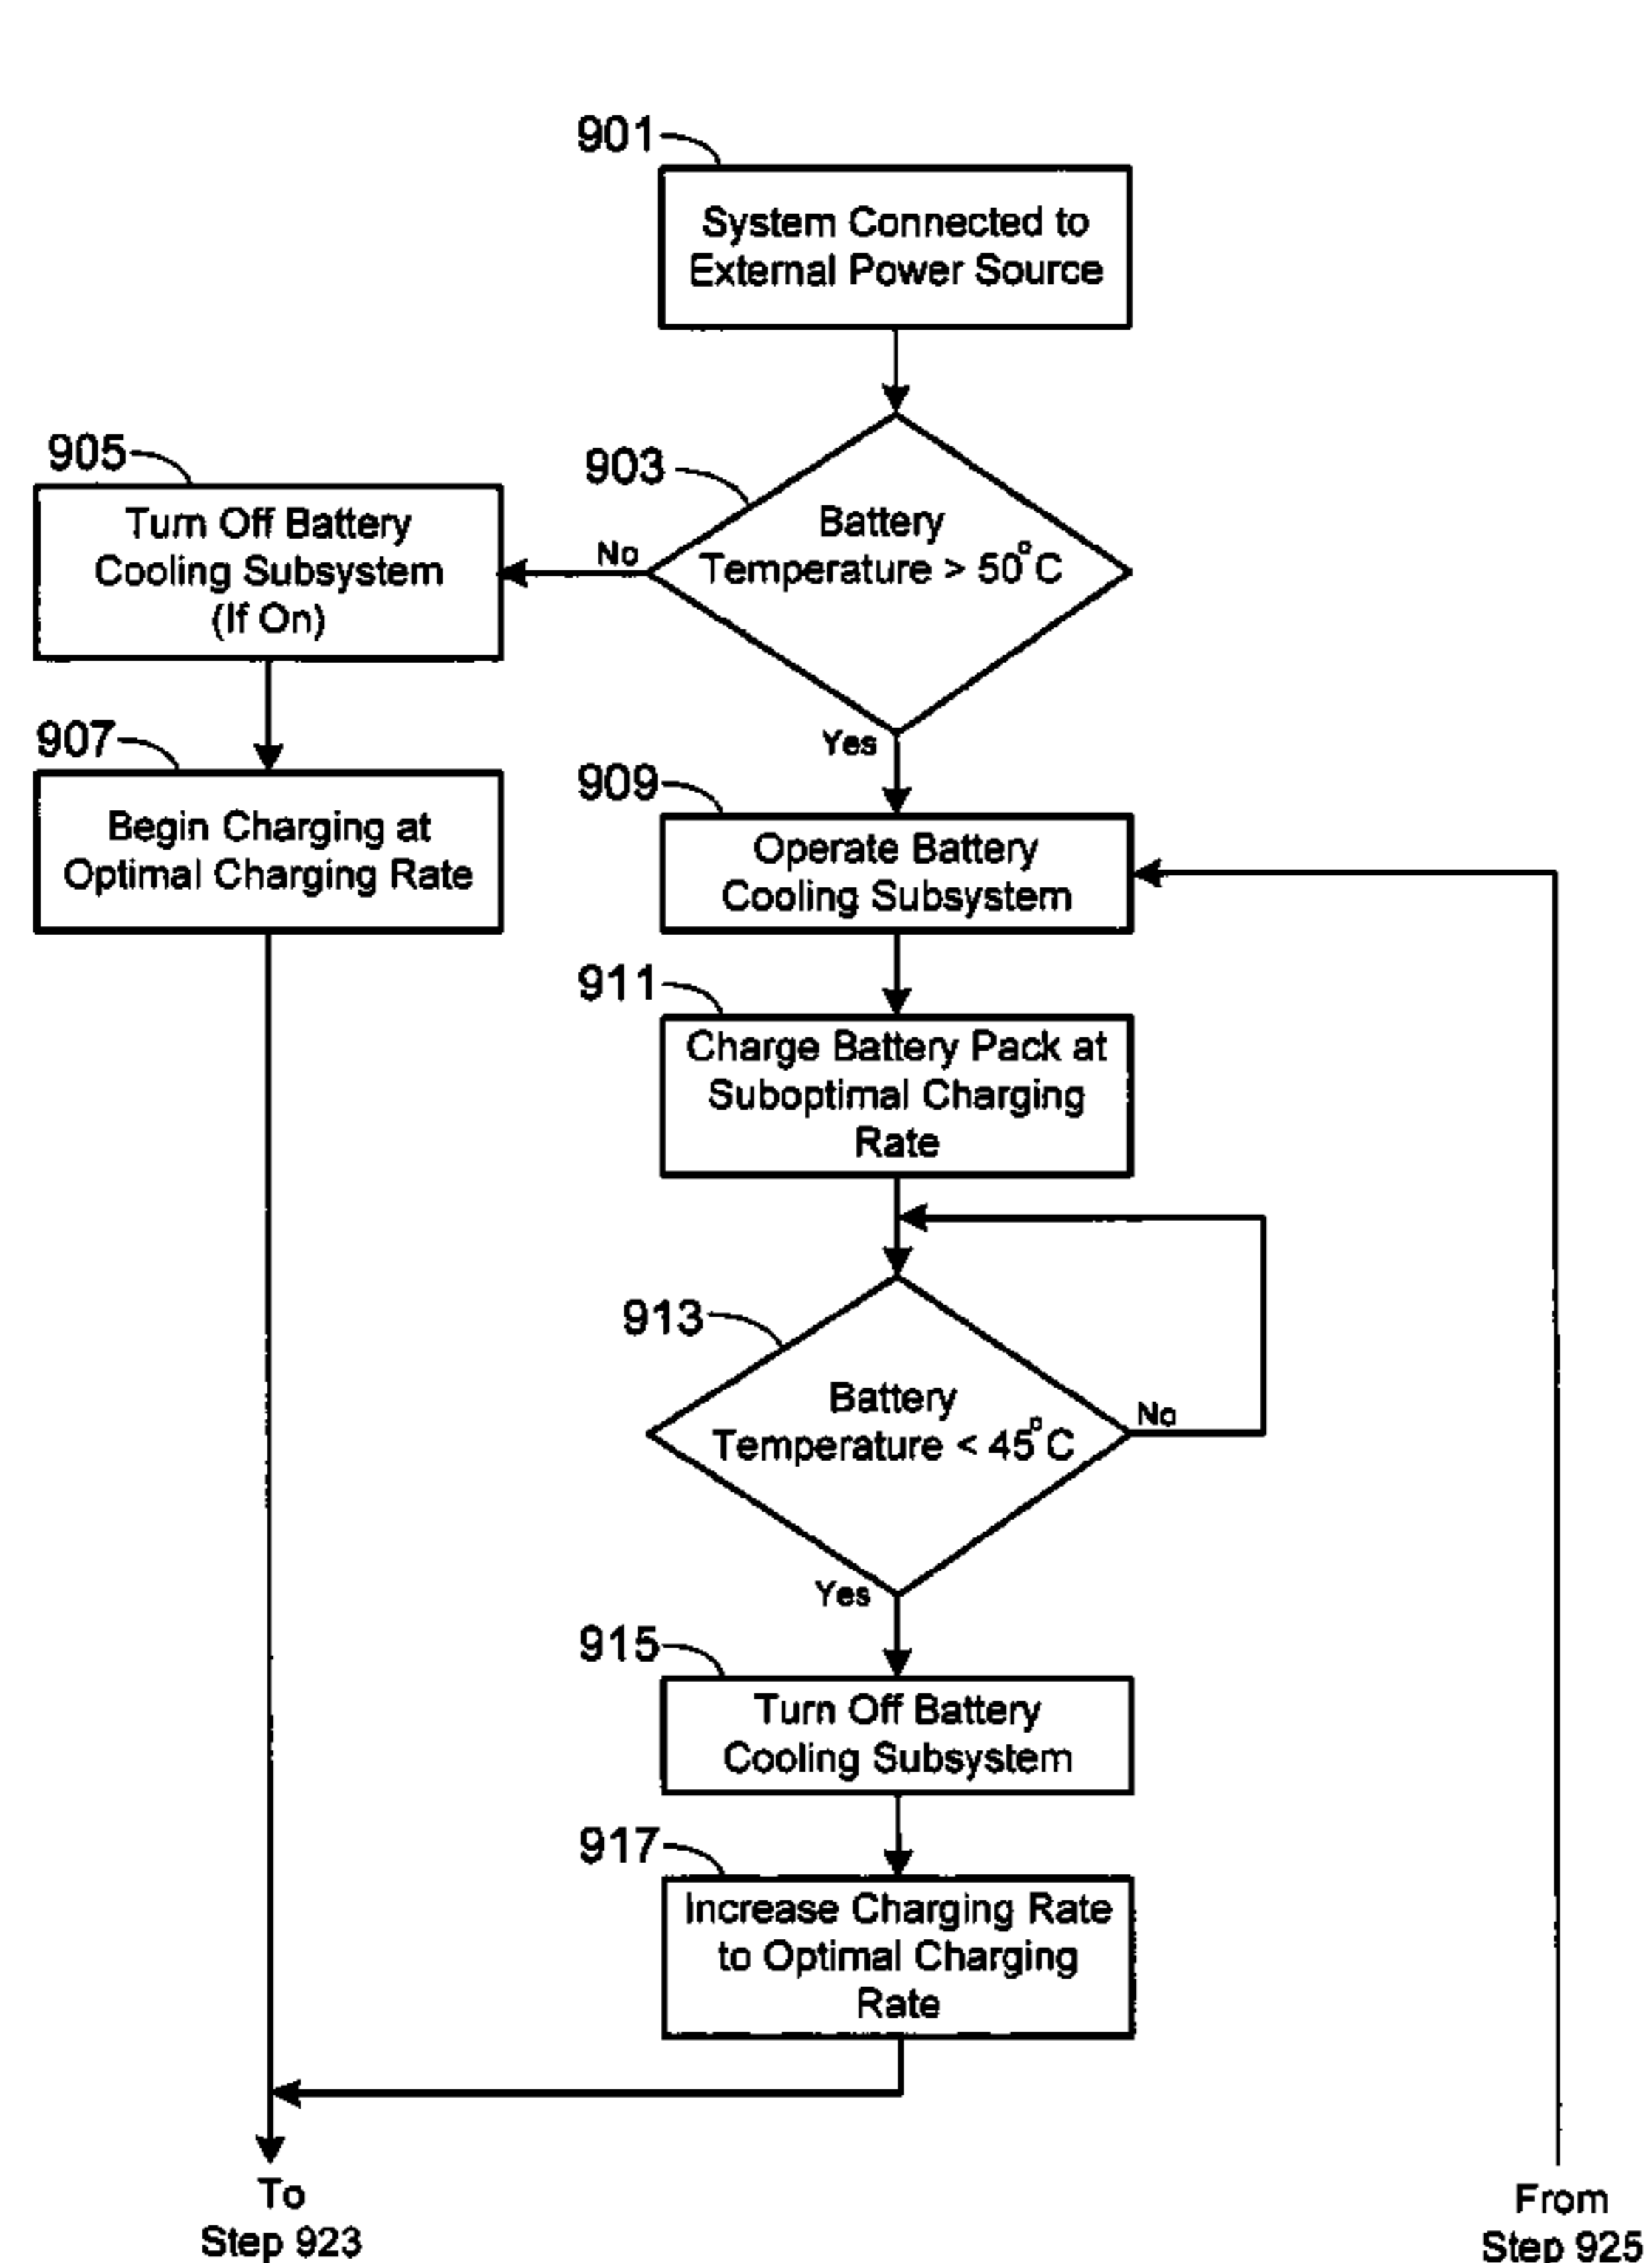 901
System Connected to
External Power Source
903
Battery
Temperature > 50°C
No
Yes
905
Turn Off Battery
Cooling Subsystem
(If On)
907
Begin Charging at
Optimal Charging Rate
909
Operate Battery
Cooling Subsystem
911
Charge Battery Pack at
Suboptimal Charging
Rate
913
Battery
Temperature < 45°C
No
Yes
915
Turn Off Battery
Cooling Subsystem
917
Increase Charging Rate
to Optimal Charging
Rate
To
Step 923
From
Step 925